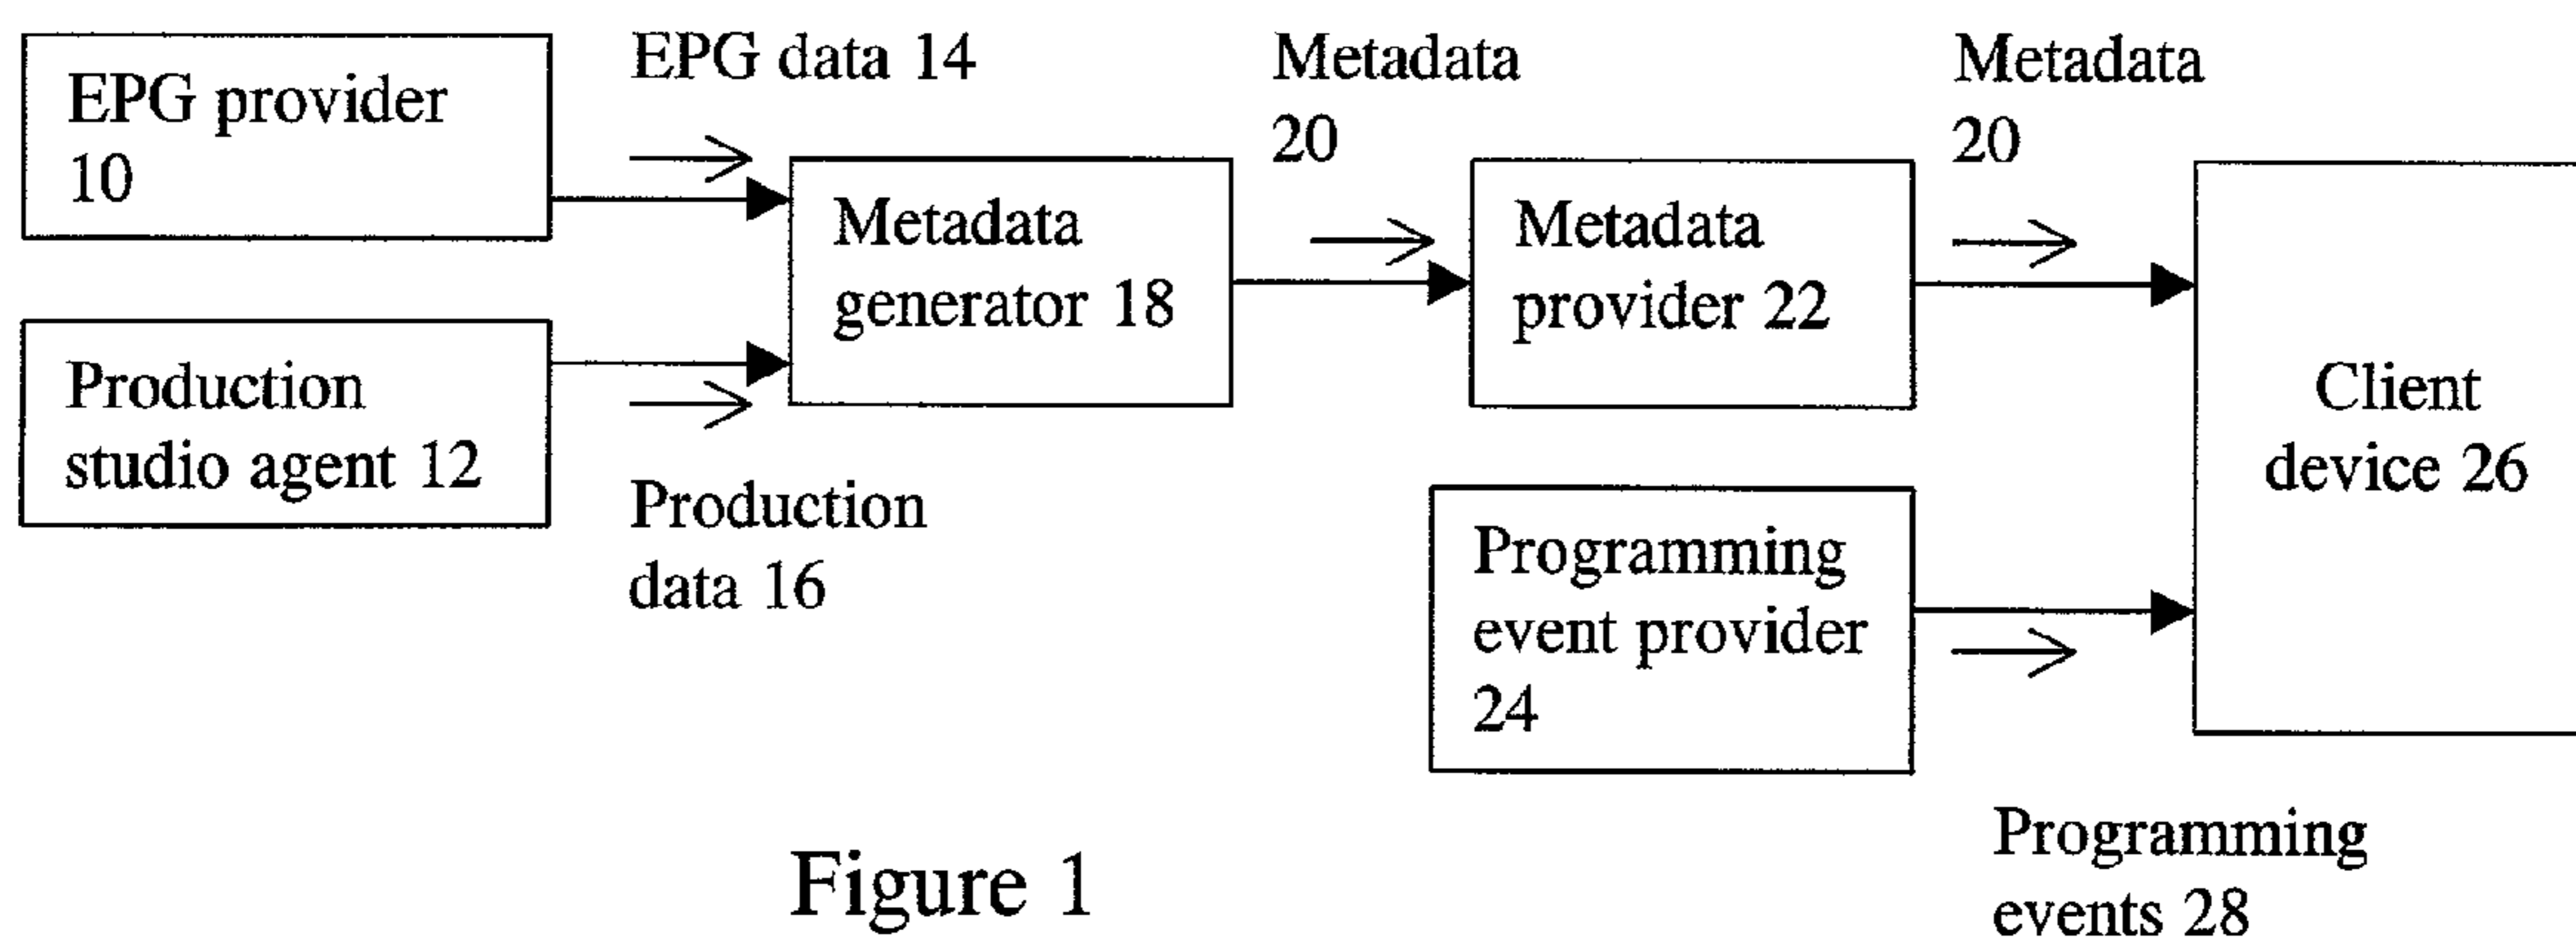 EPG provider
10
EPG data 14
Metadata
20
Metadata
20
Metadata
generator 18
Metadata
provider 22
Production
studio agent 12
Client
device 26
Production
data 16
Programming
event provider
24
Programming
events 28
Figure 1